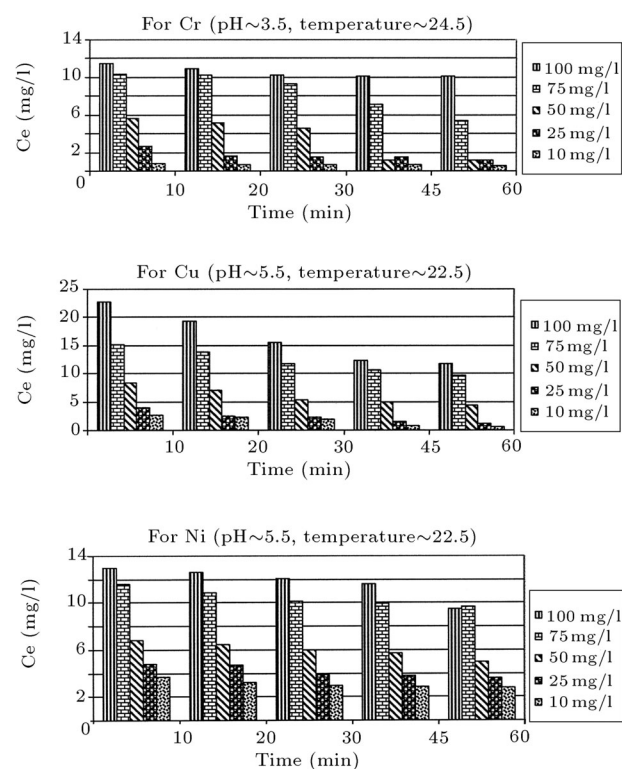 For Cr (pH~3.5, temperature~24.5)
14
10
6
2
0
Ce (mg/l)
10
20
30
45
60
Time (min)
100 mg/l
75 mg/l
50 mg/l
25 mg/l
10 mg/l
For Cu (pH~5.5, temperature~22.5)
25
20
15
10
5
0
Ce (mg/l)
10
20
30
45
60
Time (min)
100 mg/l
75 mg/l
50 mg/l
25 mg/l
10 mg/l
For Ni (pH~5.5, temperature~22.5)
14
10
6
2
0
Ce (mg/l)
10
20
30
45
60
Time (min)
100 mg/l
75 mg/l
50 mg/l
25 mg/l
10 mg/l